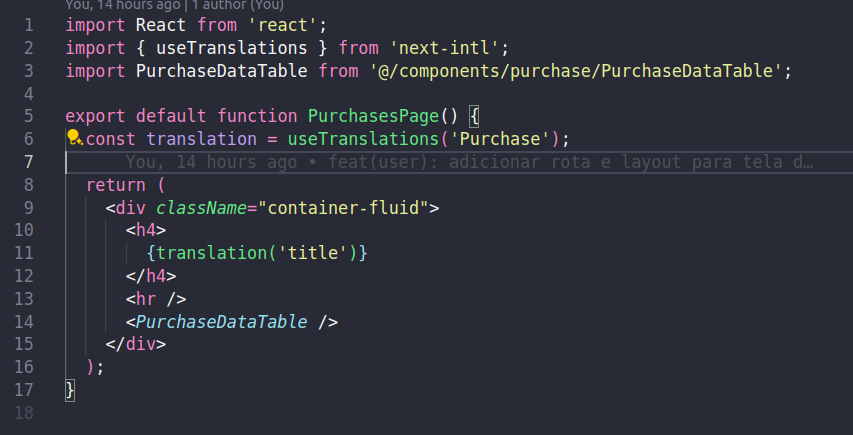 You, 14 hours ago | 1 author (You)
1 import React from 'react';
2 import { useTranslations } from 'next-intl';
3 import PurchaseDataTable from '@/components/purchase/PurchaseDataTable';
4
5 export default function PurchasesPage() {
6 const translation = useTranslations('Purchase');
7 You, 14 hours ago • feat(user): adicionar rota e layout para tela d…
8 return (
9 <div className="container-fluid">
10 <h4>
11 {translation('title')}
12 </h4>
13 <hr />
14 <PurchaseDataTable />
15 </div>
16 );
17 }
18